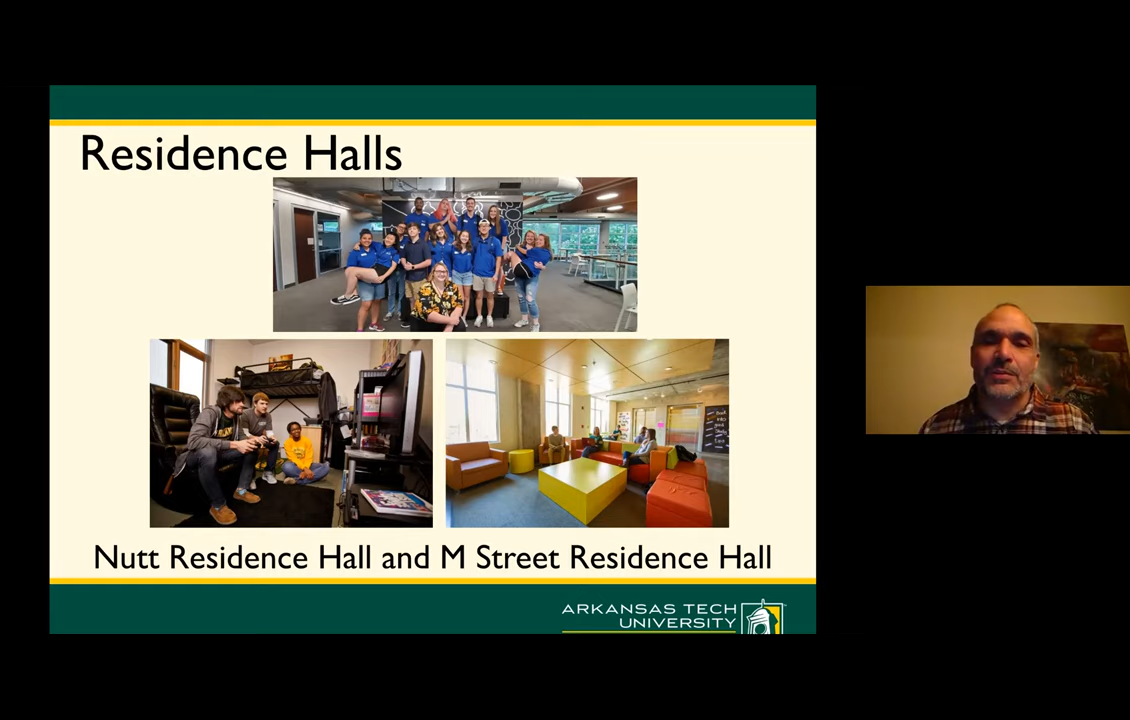 Residence Halls
Nutt Residence Hall and M Street Residence Hall
ARKANSAS TECH
UNIVERSITY